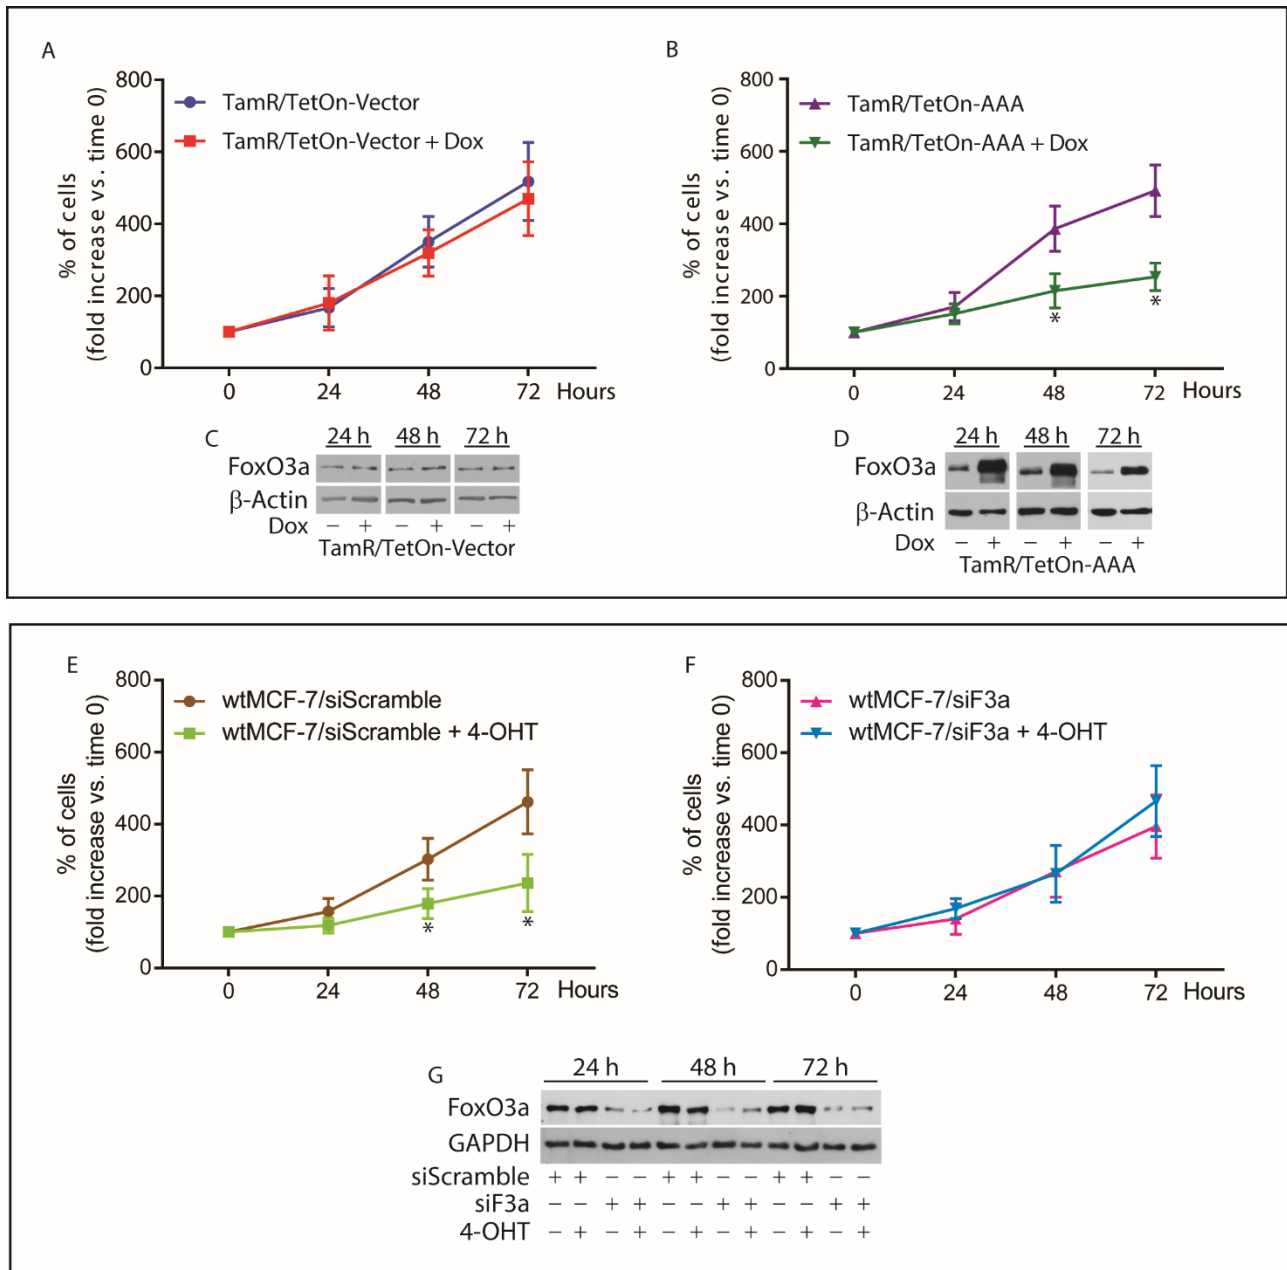 A
800
600
400
200
0
% of cells
(fold increase vs. time 0)
TamR/TetOn-Vector
TamR/TetOn-Vector + Dox
0 24 48 72 Hours
B
800
600
400
200
0
% of cells
(fold increase vs. time 0)
TamR/TetOn-AAA
TamR/TetOn-AAA + Dox
* *
0 24 48 72 Hours
C
24 h 48 h 72 h
FoxO3a
β-Actin
Dox − + − + − +
TamR/TetOn-Vector
D
24 h 48 h 72 h
FoxO3a
β-Actin
Dox − + − + − +
TamR/TetOn-AAA
E
800
600
400
200
0
% of cells
(fold increase vs. time 0)
wtMCF-7/siScramble
wtMCF-7/siScramble + 4-OHT
* *
0 24 48 72 Hours
F
800
600
400
200
0
% of cells
(fold increase vs. time 0)
wtMCF-7/siF3a
wtMCF-7/siF3a + 4-OHT
0 24 48 72 Hours
G
24 h 48 h 72 h
FoxO3a
GAPDH
siScramble + + − − + + − − + + − −
siF3a − − + + − − + + − − + +
4-OHT − + − + − + − + − + − +